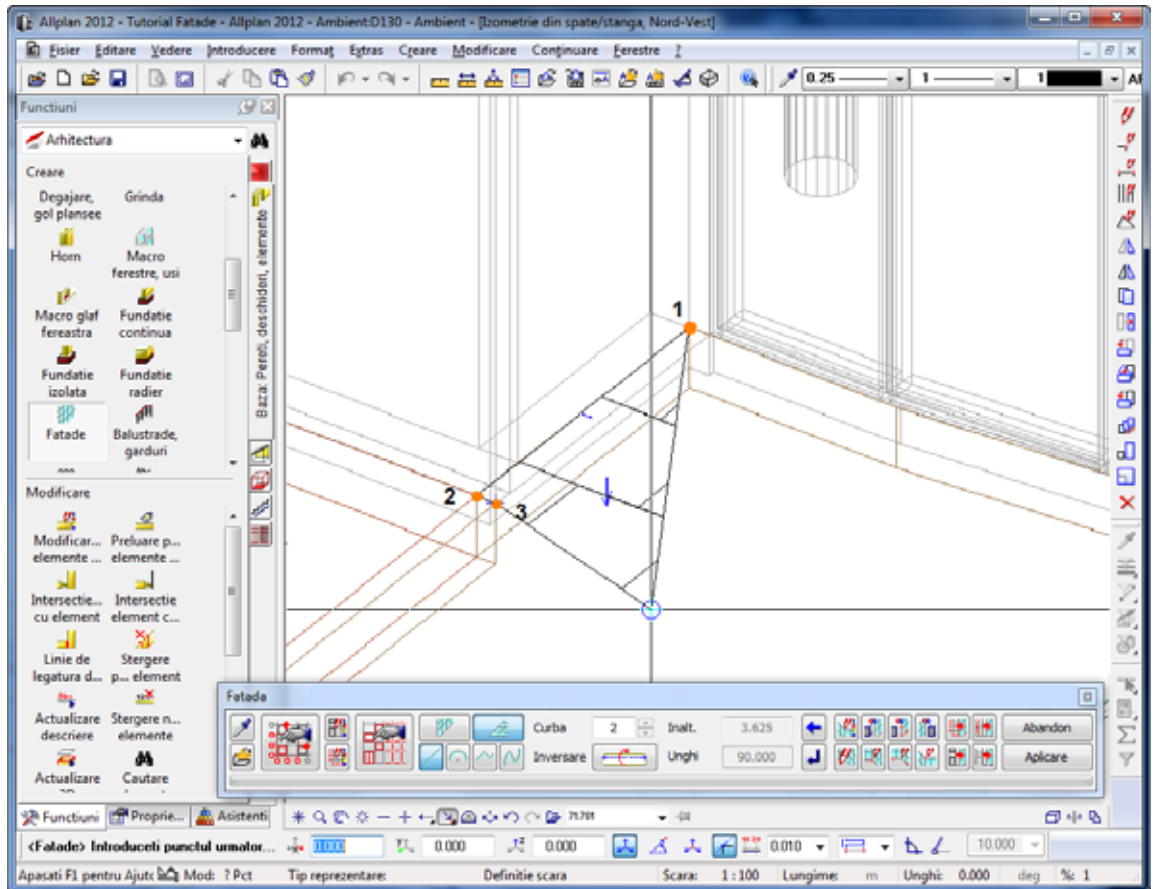 Allplan 2012 - Tutorial Fatade - Allplan 2012 - Ambient:D130 - Ambient - [Izometrie din spate/stanga, Nord-Vest]
Fisier Editare Vedere Introducere Format Extras Creare Modificare Continuare Ferestre ?
0.25 1 1
Functiuni
Arhitectura
Creare
Degajare, gol plansee
Grinda
Horn
Macro ferestre, usi
Macro glaf fereastra
Fundatie continua
Fundatie izolata
Fundatie radier
Fatade
Balustrade, garduri
Baza: Pereti, deschideri, elemente
Modificare
Modificar... elemente ...
Preluare p... elemente ...
Intersectie... cu element
Intersectie element c...
Linie de legatura d...
Stergere p... element
Actualizare descriere
Stergere n... elemente
Actualizare
Cautare
1
2
3
Fatade
Curba 2 Inalt. 3.625 Abandon
Inversare Unghi 90.000 Aplicare
Functiuni Proprie... Asistenti
71.781
<Fatade> Introduceti punctul urmator... 0.000 0.000 0.000 0.010 10.000
Apasati F1 pentru Ajutc Mod: ? Pct Tip reprezentare: Definitie scara Scara: 1 : 100 Lungime: m Unghi: 0.000 deg %: 1